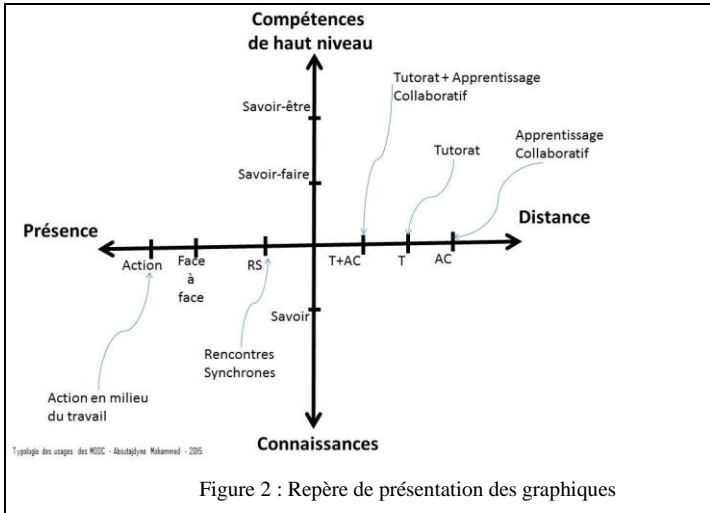 Compétences
de haut niveau
Tutorat + Apprentissage
Collaboratif
Savoir-être
Apprentissage
Collaboratif
Tutorat
Savoir-faire
Présence
Distance
Action
Face
à
face
RS
T+AC
T
AC
Savoir
Rencontres
Synchrones
Action en milieu
du travail
Connaissances
Typologie des usages des MOOC - Aboutajdyne Mohammed - 2015
Figure 2 : Repère de présentation des graphiques